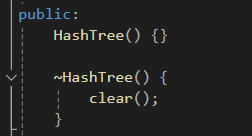 public:
HashTree() {}
~HashTree() {
clear();
}